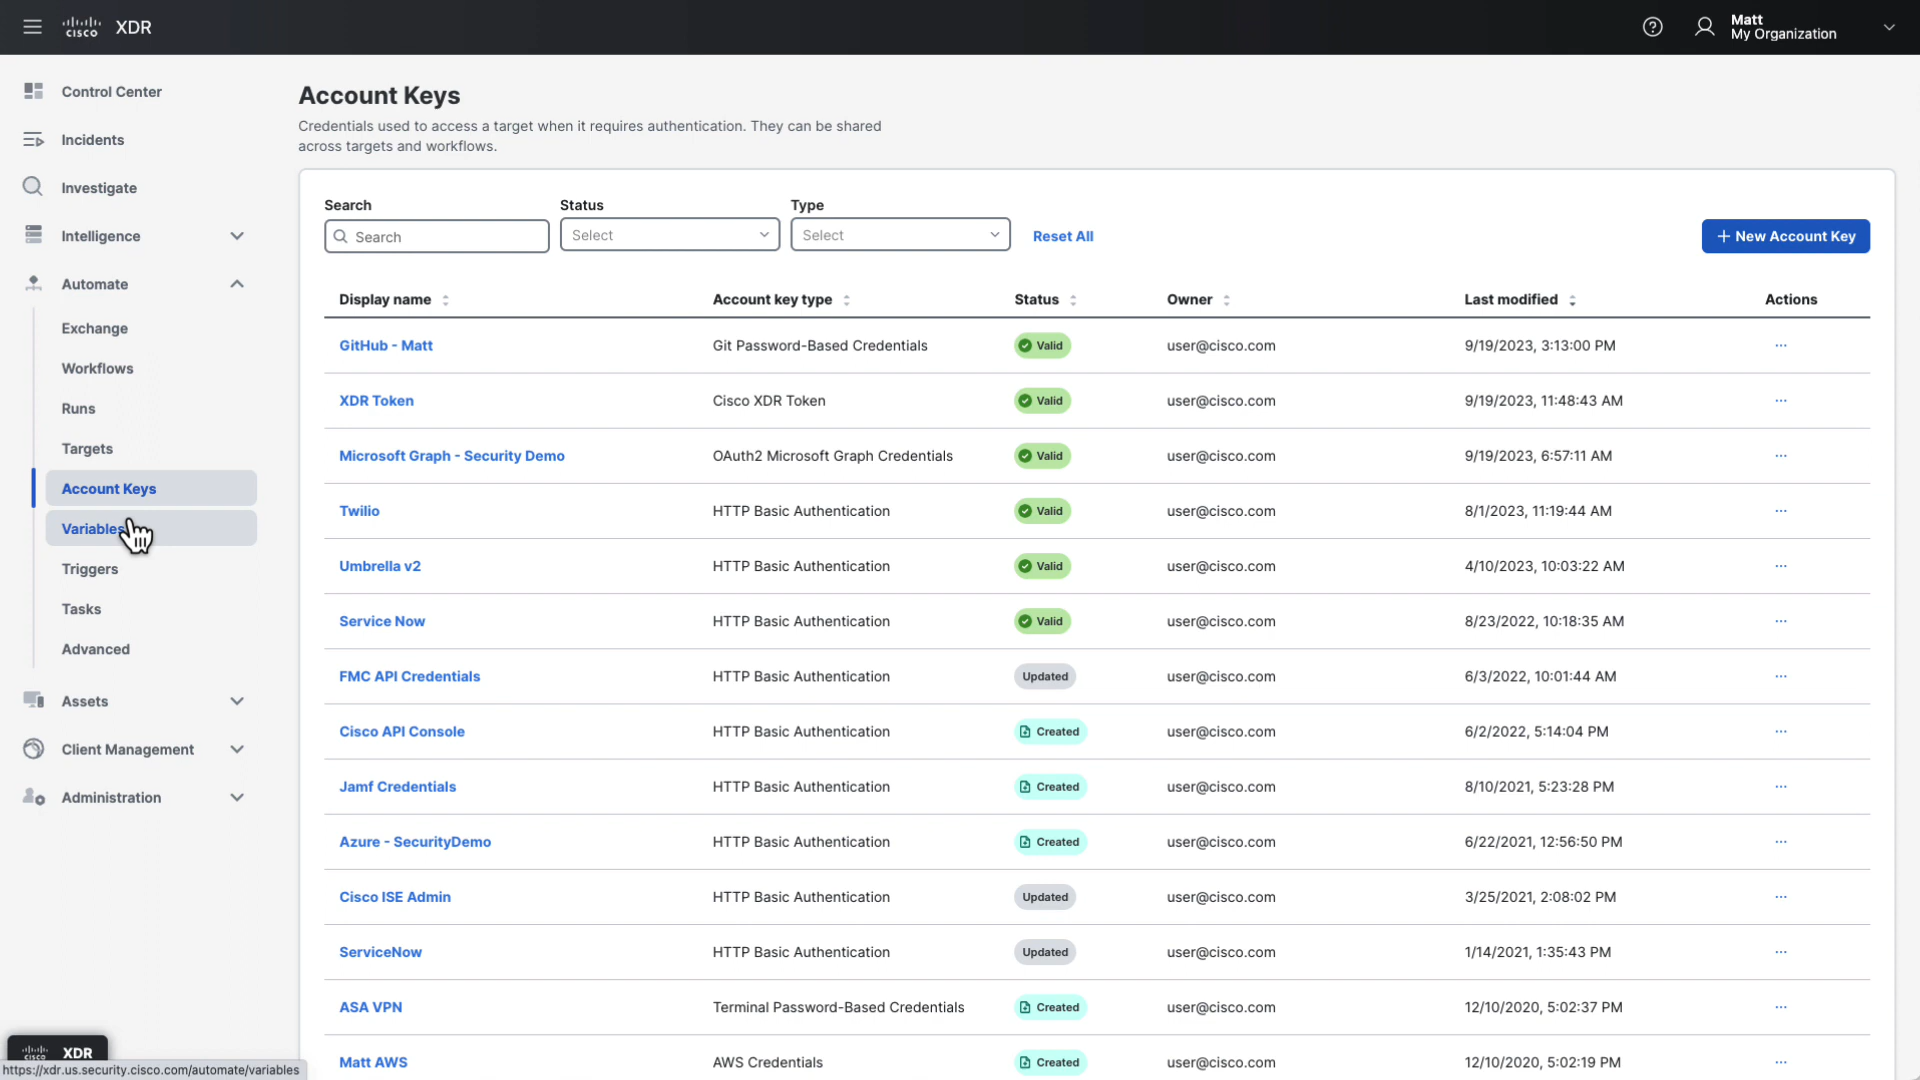 cisco XDR
Matt
My Organization
Control Center
Incidents
Investigate
Intelligence
Automate
Exchange
Workflows
Runs
Targets
Account Keys
Variables
Triggers
Tasks
Advanced
Assets
Client Management
Administration
Account Keys
Credentials used to access a target when it requires authentication. They can be shared
across targets and workflows.
Search Status Type
Search Select Select Reset All + New Account Key
Display name Account key type Status Owner Last modified Actions
GitHub - Matt Git Password-Based Credentials Valid user@cisco.com 9/19/2023, 3:13:00 PM ...
XDR Token Cisco XDR Token Valid user@cisco.com 9/19/2023, 11:48:43 AM ...
Microsoft Graph - Security Demo OAuth2 Microsoft Graph Credentials Valid user@cisco.com 9/19/2023, 6:57:11 AM ...
Twilio HTTP Basic Authentication Valid user@cisco.com 8/1/2023, 11:19:44 AM ...
Umbrella v2 HTTP Basic Authentication Valid user@cisco.com 4/10/2023, 10:03:22 AM ...
Service Now HTTP Basic Authentication Valid user@cisco.com 8/23/2022, 10:18:35 AM ...
FMC API Credentials HTTP Basic Authentication Updated user@cisco.com 6/3/2022, 10:01:44 AM ...
Cisco API Console HTTP Basic Authentication Created user@cisco.com 6/2/2022, 5:14:04 PM ...
Jamf Credentials HTTP Basic Authentication Created user@cisco.com 8/10/2021, 5:23:28 PM ...
Azure - SecurityDemo HTTP Basic Authentication Created user@cisco.com 6/22/2021, 12:56:50 PM ...
Cisco ISE Admin HTTP Basic Authentication Updated user@cisco.com 3/25/2021, 2:08:02 PM ...
ServiceNow HTTP Basic Authentication Updated user@cisco.com 1/14/2021, 1:35:43 PM ...
ASA VPN Terminal Password-Based Credentials Created user@cisco.com 12/10/2020, 5:02:37 PM ...
Matt AWS AWS Credentials Created user@cisco.com 12/10/2020, 5:02:19 PM ...
cisco XDR
https://xdr.us.security.cisco.com/automate/variables